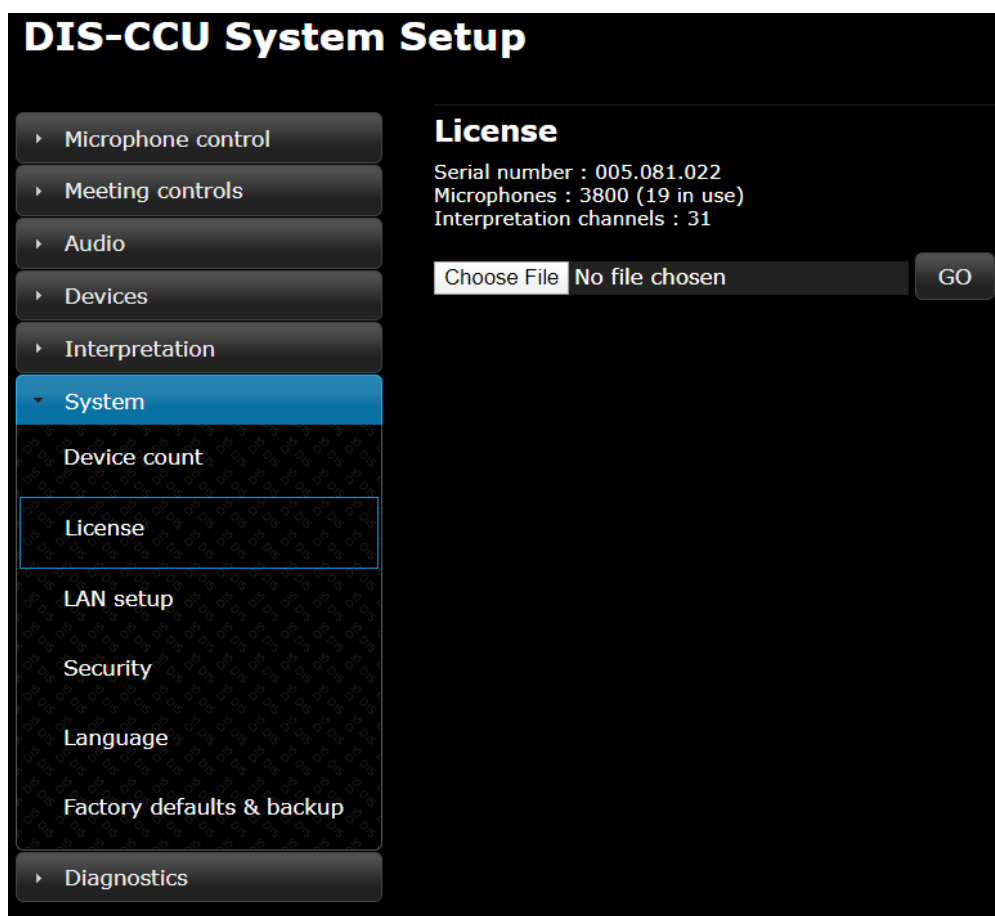 DIS-CCU System Setup
Microphone control
Meeting controls
Audio
Devices
Interpretation
System
Device count
License
LAN setup
Security
Language
Factory defaults & backup
Diagnostics
License
Serial number : 005.081.022
Microphones : 3800 (19 in use)
Interpretation channels : 31
Choose File No file chosen GO